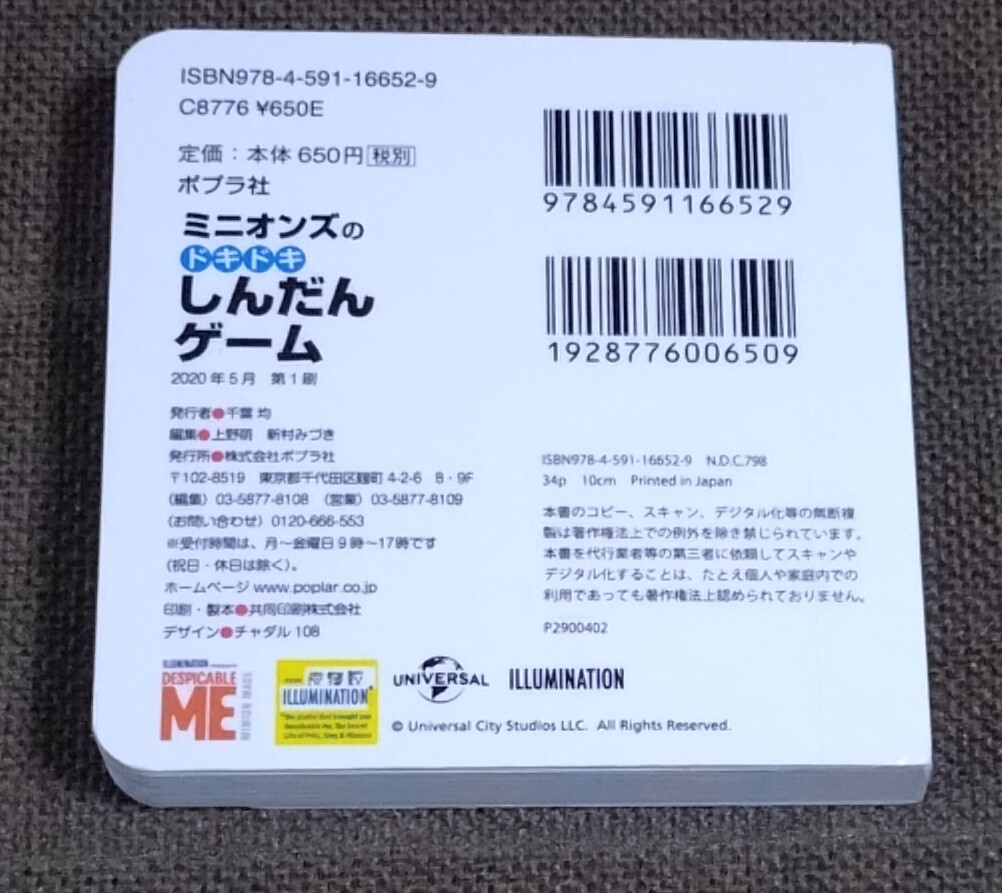 ISBN978-4-591-16652-9
C8776 ¥650E
定価：本体 650円 税別
ポプラ社
ミニオンズの
ドキドキ
しんだん
ゲーム
2020年5月 第1刷
発行者●千葉 均
編集●上野萌 新村みづき
発行所●株式会社ポプラ社
〒102-8519 東京都千代田区麹町 4-2-6 8・9F
(編集) 03-5877-8108 (営業) 03-5877-8109
(お問い合わせ) 0120-666-553
※受付時間は、月～金曜日9時～17時です
(祝日・休日は除く)。
ホームページ www.poplar.co.jp
印刷・製本●共同印刷株式会社
デザイン●チャダル 108
9784591166529
1928776006509
ISBN978-4-591-16652-9 N.D.C.798
34p 10cm Printed in Japan
本書のコピー、スキャン、デジタル化等の無断複
製は著作権法上での例外を除き禁じられています。
本書を代行業者等の第三者に依頼してスキャンや
デジタル化することは、たとえ個人や家庭内での
利用であっても著作権法上認められておりません。
P2900402
ILLUMINATION
DESPICABLE
ME
MINION MADE
ILLUMINATION
UNIVERSAL
ILLUMINATION
© Universal City Studios LLC. All Rights Reserved.